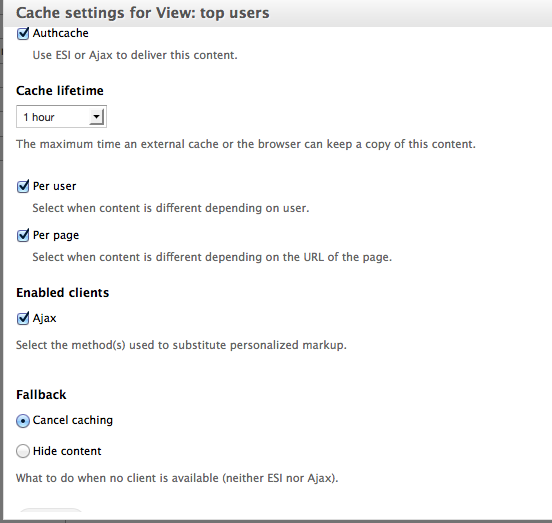 Cache settings for View: top users
Authcache
Use ESI or Ajax to deliver this content.
Cache lifetime
1 hour
The maximum time an external cache or the browser can keep a copy of this content.
Per user
Select when content is different depending on user.
Per page
Select when content is different depending on the URL of the page.
Enabled clients
Ajax
Select the method(s) used to substitute personalized markup.
Fallback
Cancel caching
Hide content
What to do when no client is available (neither ESI nor Ajax).